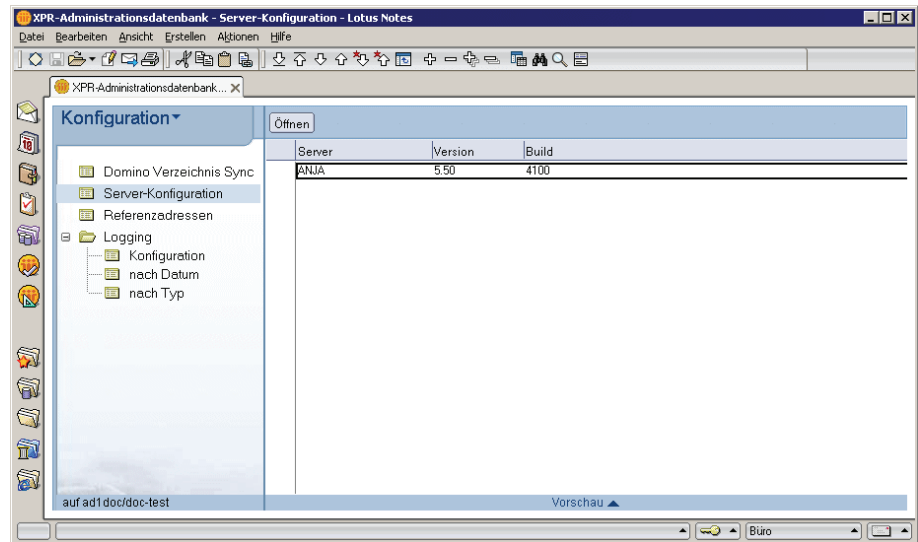 XPR-Administrationsdatenbank - Server-Konfiguration - Lotus Notes
Datei Bearbeiten Ansicht Erstellen Aktionen Hilfe
XPR-Administrationsdatenbank...
Konfiguration
Öffnen
Server Version Build
ANJA 5.50 4100
Domino Verzeichnis Sync
Server-Konfiguration
Referenzadressen
Logging
Konfiguration
nach Datum
nach Typ
auf ad1doc/doc-test
Vorschau
Büro